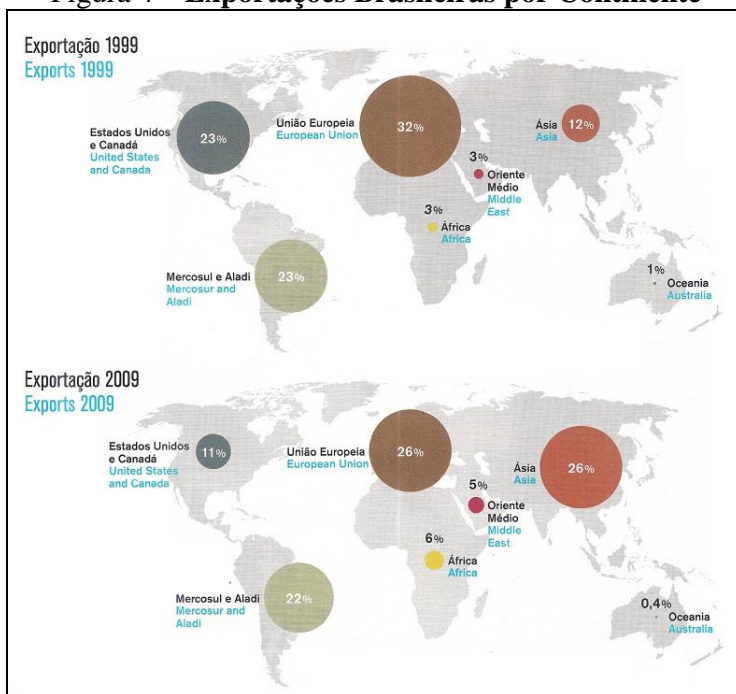 Exportações Brasileiras por Continente
Exportação 1999
Exports 1999
Estados Unidos
e Canadá
United States
and Canada
23%
União Europeia
European Union
32%
Ásia
Asia
12%
3%
Oriente
Médio
Middle
East
3%
África
Africa
Mercosul e Aladi
Mercosur and
Aladi
23%
1%
Oceania
Australia
Exportação 2009
Exports 2009
Estados Unidos
e Canadá
United States
and Canada
11%
União Europeia
European Union
26%
Ásia
Asia
26%
5%
Oriente
Médio
Middle
East
6%
África
Africa
Mercosul e Aladi
Mercosur and
Aladi
22%
0,4%
Oceania
Australia